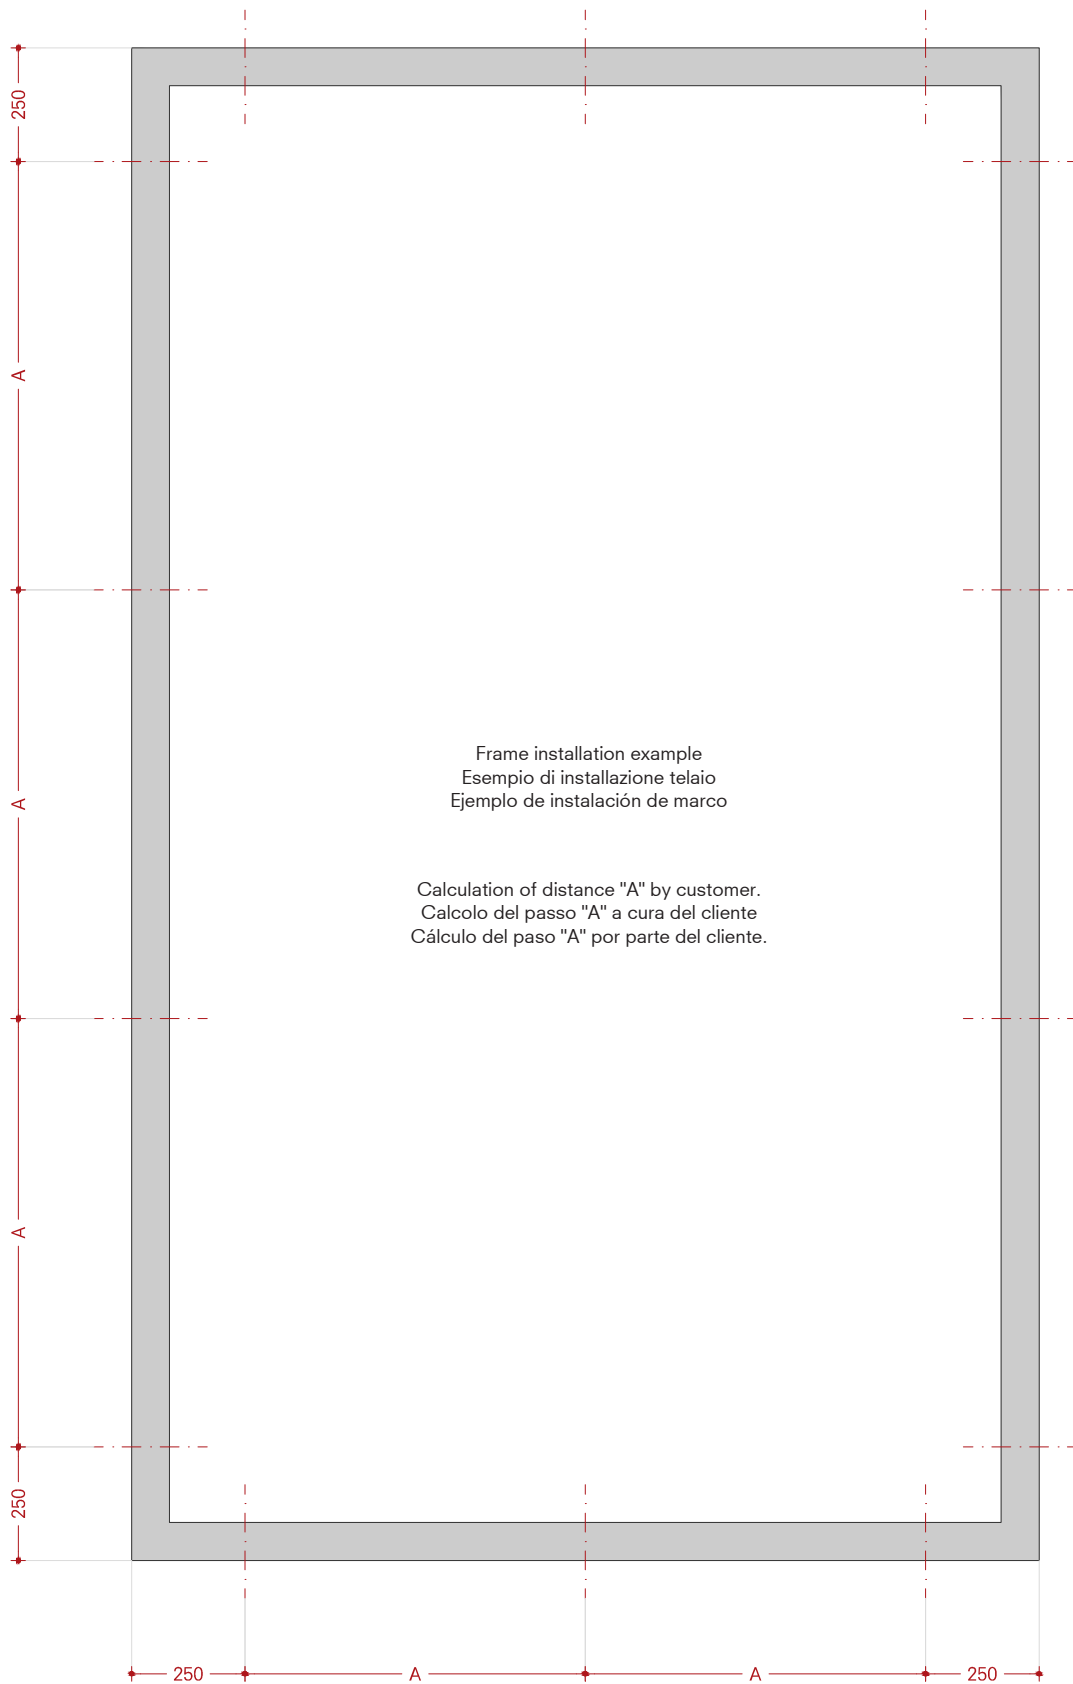 250
A
A
A
250
Frame installation example
Esempio di installazione telaio
Ejemplo de instalación de marco
Calculation of distance "A" by customer.
Calcolo del passo "A" a cura del cliente
Cálculo del paso "A" por parte del cliente.
250 A A 250